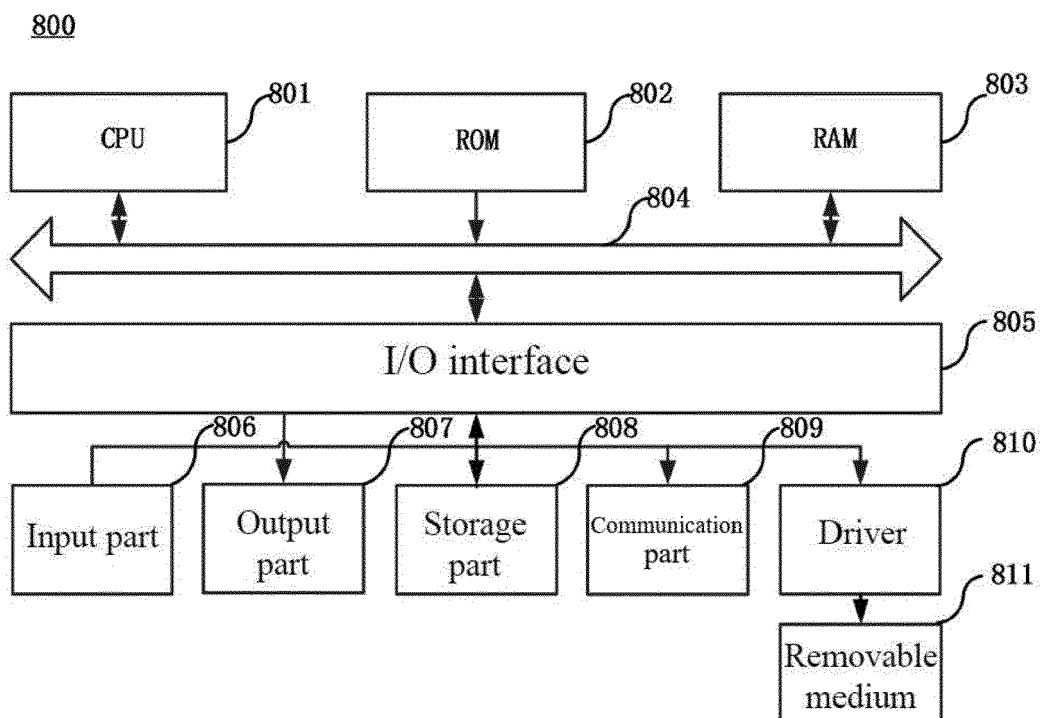 800
801
802
803
CPU
ROM
RAM
804
805
I/O interface
806
807
808
809
810
Input part
Output
part
Storage
part
Communication
part
Driver
811
Removable
medium